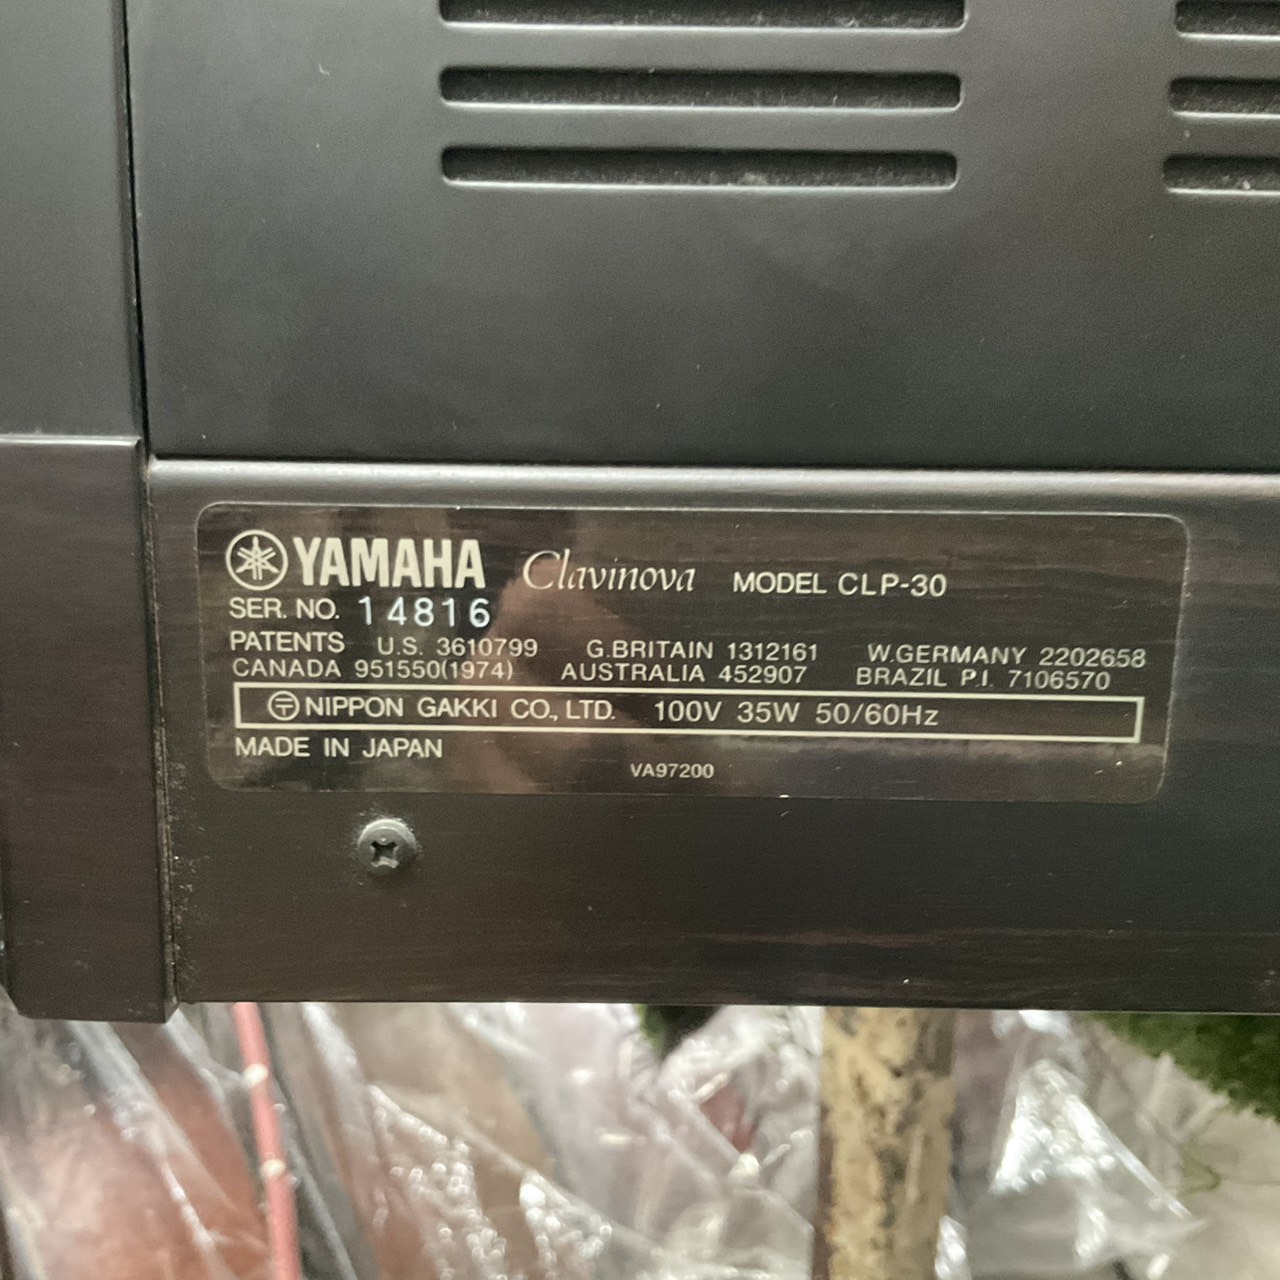 YAMAHA Clavinova MODEL CLP-30
SER. NO. 14816
PATENTS U.S. 3610799 G.BRITAIN 1312161 W.GERMANY 2202658
CANADA 951550(1974) AUSTRALIA 452907 BRAZIL P.I. 7106570
NIPPON GAKKI CO., LTD. 100V 35W 50/60Hz
MADE IN JAPAN
VA97200